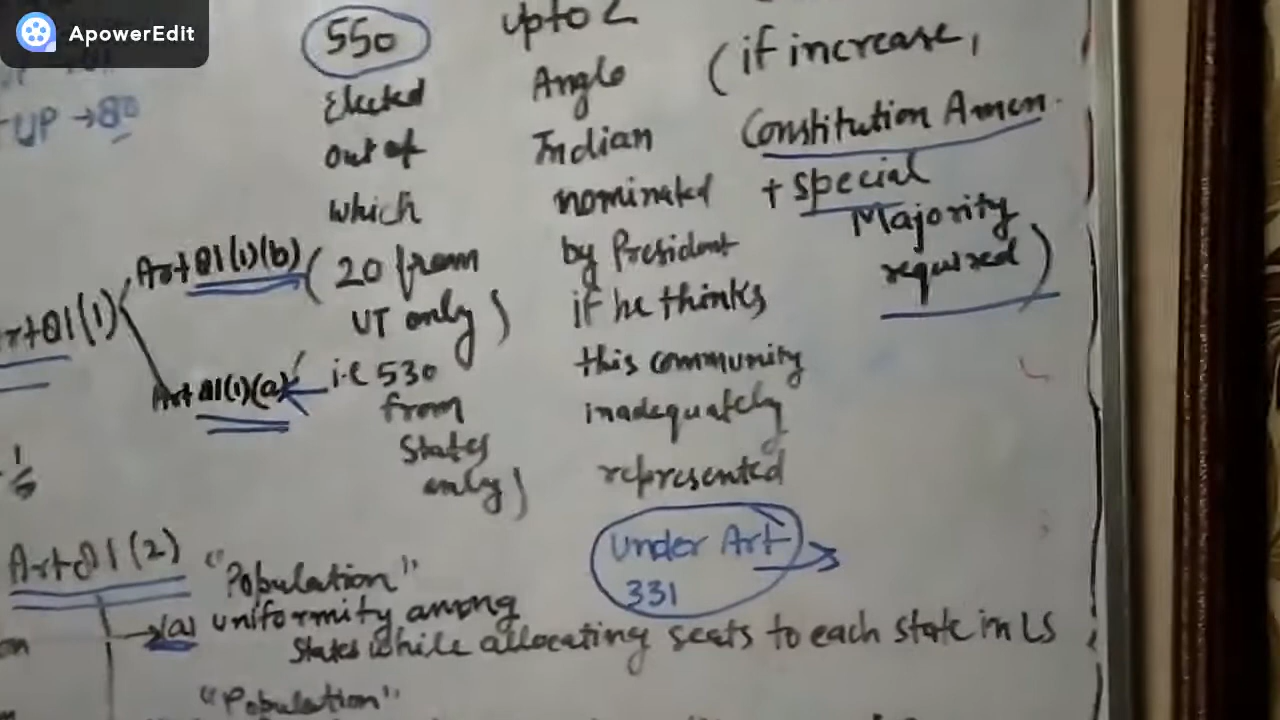 ApowerEdit
UP → 80
550
Elected
out of
which
(20 from
UT only)
i.e 530
from
States
only)
upto 2
Anglo
Indian
nominated
by President
if he thinks
this community
inadequately
represented
under Art
331
(if increase,
Constitution Amen.
+ special
Majority
required)
Art 81(1)
Art 81(1)(b)
Art 81(1)(a)
1/5
Art 81(2)
"Population"
(a) uniformity among
States while allocating seats to each state in LS
"Population"